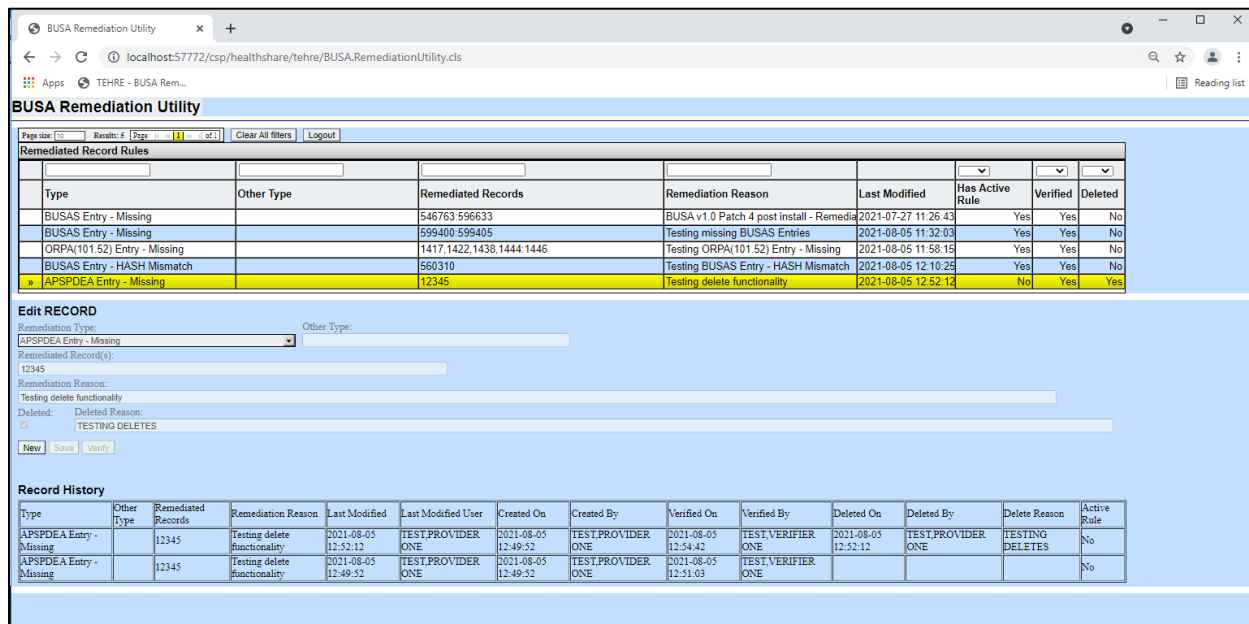 BUSA Remediation Utility
localhost:57772/csp/healthshare/tehre/BUSA.RemediationUtility.cls
Apps TEHRE - BUSA Rem... Reading list
BUSA Remediation Utility
Page size: 10 Results: 6 Page: |‹ ‹‹ 1 ›› ›| of 1 Clear All filters Logout
Remediated Record Rules
Type Other Type Remediated Records Remediation Reason Last Modified Has Active Rule Verified Deleted
BUSAS Entry - Missing 546763:596633 BUSA v1.0 Patch 4 post install - Remedia 2021-07-27 11:26:43 Yes Yes No
BUSAS Entry - Missing 599400:599405 Testing missing BUSAS Entries 2021-08-05 11:32:03 Yes Yes No
ORPA(101.52) Entry - Missing 1417,1422,1438,1444:1446 Testing ORPA(101.52) Entry - Missing 2021-08-05 11:58:15 Yes Yes No
BUSAS Entry - HASH Mismatch 560310 Testing BUSAS Entry - HASH Mismatch 2021-08-05 12:10:25 Yes Yes No
» APSPDEA Entry - Missing 12345 Testing delete functionality 2021-08-05 12:52:12 No Yes Yes
Edit RECORD
Remediation Type: Other Type:
APSPDEA Entry - Missing
Remediated Record(s):
12345
Remediation Reason:
Testing delete functionality
Deleted: Deleted Reason:
TESTING DELETES
New Save Verify
Record History
Type Other Type Remediated Records Remediation Reason Last Modified Last Modified User Created On Created By Verified On Verified By Deleted On Deleted By Delete Reason Active Rule
APSPDEA Entry - Missing 12345 Testing delete functionality 2021-08-05 12:52:12 TEST,PROVIDER ONE 2021-08-05 12:49:52 TEST,PROVIDER ONE 2021-08-05 12:54:42 TEST,VERIFIER ONE 2021-08-05 12:52:12 TEST,PROVIDER ONE TESTING DELETES No
APSPDEA Entry - Missing 12345 Testing delete functionality 2021-08-05 12:49:52 TEST,PROVIDER ONE 2021-08-05 12:49:52 TEST,PROVIDER ONE 2021-08-05 12:51:03 TEST,VERIFIER ONE No